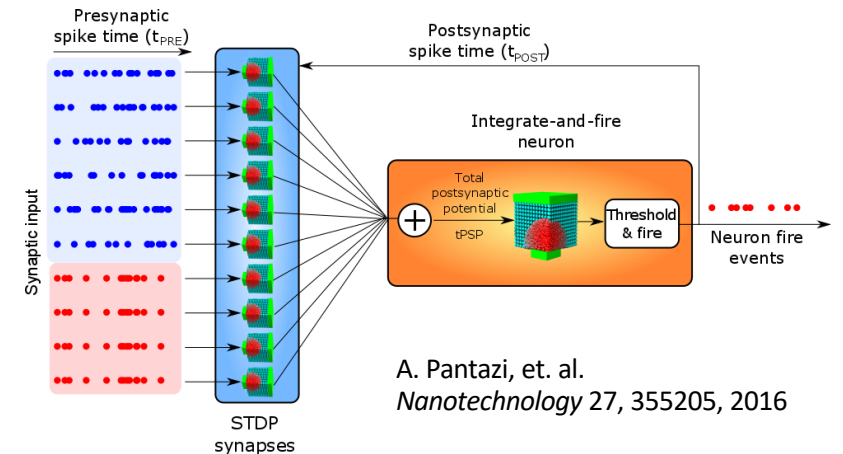 Presynaptic
spike time (tPRE)
Postsynaptic
spike time (tPOST)
Integrate-and-fire
neuron
Synaptic input
Total
postsynaptic
potential
tPSP
+
Threshold
& fire
Neuron fire
events
STDP
synapses
A. Pantazi, et. al.
Nanotechnology 27, 355205, 2016